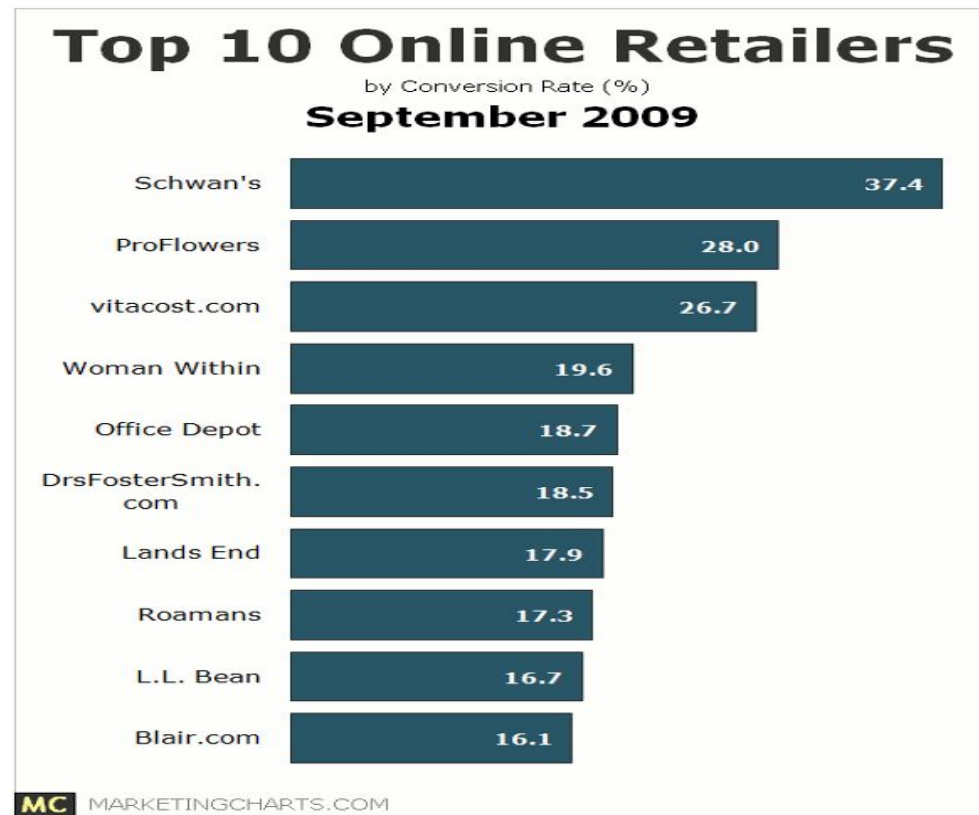 Top 10 Online Retailers
by Conversion Rate (%)
September 2009
Schwan's 37.4
ProFlowers 28.0
vitacost.com 26.7
Woman Within 19.6
Office Depot 18.7
DrsFosterSmith.
com 18.5
Lands End 17.9
Roamans 17.3
L.L. Bean 16.7
Blair.com 16.1
MC MARKETINGCHARTS.COM